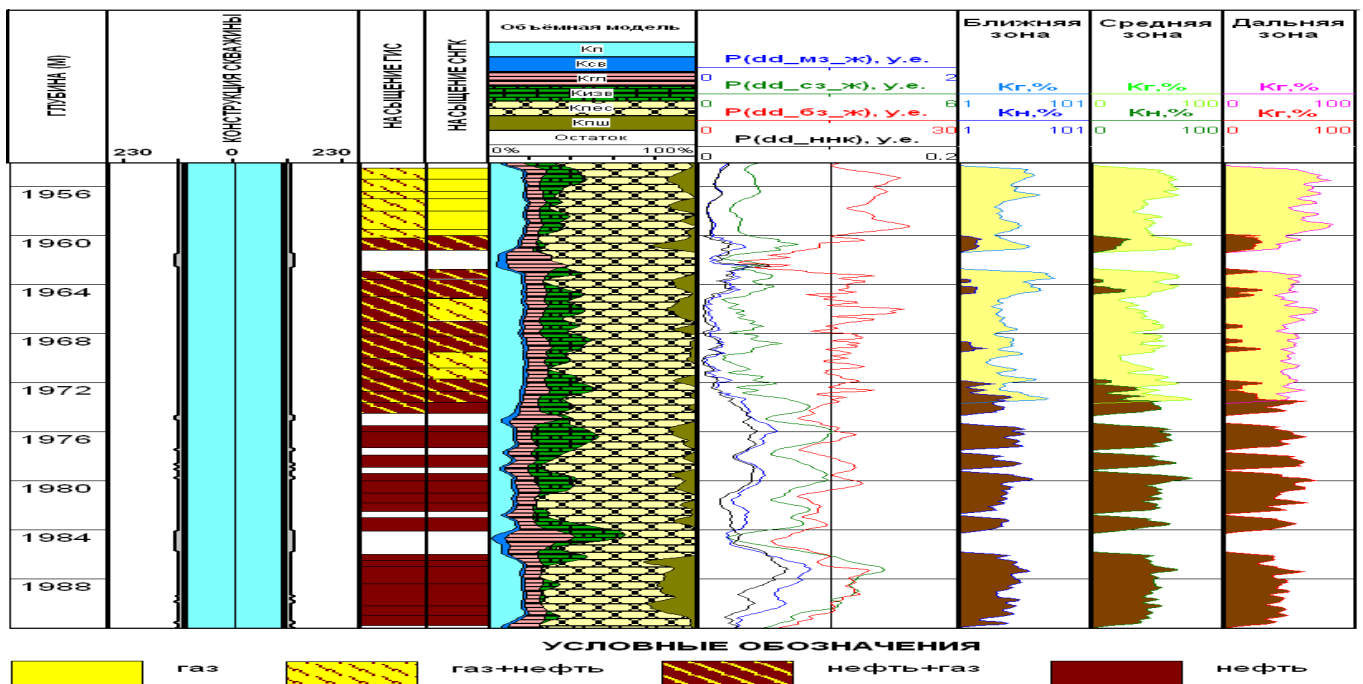 ГЛУБИНА (М)
КОНСТРУКЦИЯ СКВАЖИНЫ
230 0 230
НАСЫЩЕНИЕ ГИС
НАСЫЩЕНИЕ СНГК
Объёмная модель
Кп
Ксв
Кгл
Кизв
Кпес
Кпш
Остаток
0% 100%
P(dd_мз_ж), у.е.
0 2
P(dd_сз_ж), у.е.
0 6
P(dd_бз_ж), у.е.
0 30
P(dd_ннк), у.е.
0 0.2
Ближняя зона
Кг,%
1 101
Кн,%
1 101
Средняя зона
Кг,%
0 100
Кн,%
0 100
Дальняя зона
Кг,%
0 100
Кг,%
0 100
1956
1960
1964
1968
1972
1976
1980
1984
1988
УСЛОВНЫЕ ОБОЗНАЧЕНИЯ
газ газ+нефть нефть+газ нефть